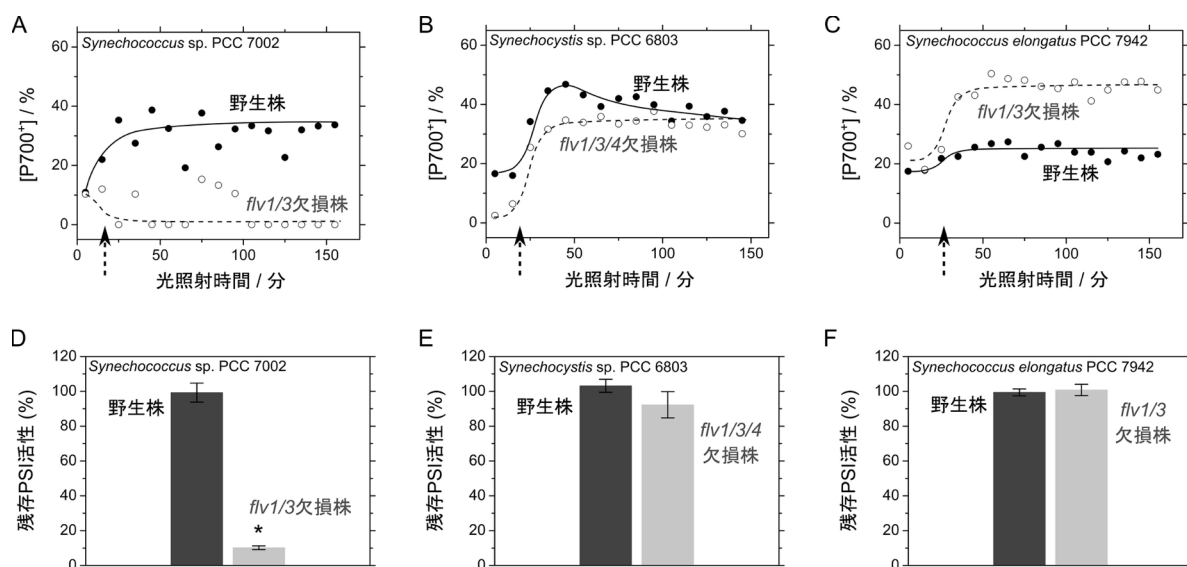 A
Synechococcus sp. PCC 7002
[P700⁺] / %
60
40
20
0
野生株
flv1/3欠損株
0
50
100
150
光照射時間 / 分
B
Synechocystis sp. PCC 6803
[P700⁺] / %
60
40
20
0
野生株
flv1/3/4欠損株
0
50
100
150
光照射時間 / 分
C
Synechococcus elongatus PCC 7942
[P700⁺] / %
60
40
20
0
flv1/3欠損株
野生株
0
50
100
150
光照射時間 / 分
D
Synechococcus sp. PCC 7002
残存PSI活性 (%)
120
100
80
60
40
20
0
野生株
flv1/3欠損株
*
E
Synechocystis sp. PCC 6803
残存PSI活性 (%)
120
100
80
60
40
20
0
野生株
flv1/3/4
欠損株
F
Synechococcus elongatus PCC 7942
残存PSI活性 (%)
120
100
80
60
40
20
0
野生株
flv1/3
欠損株